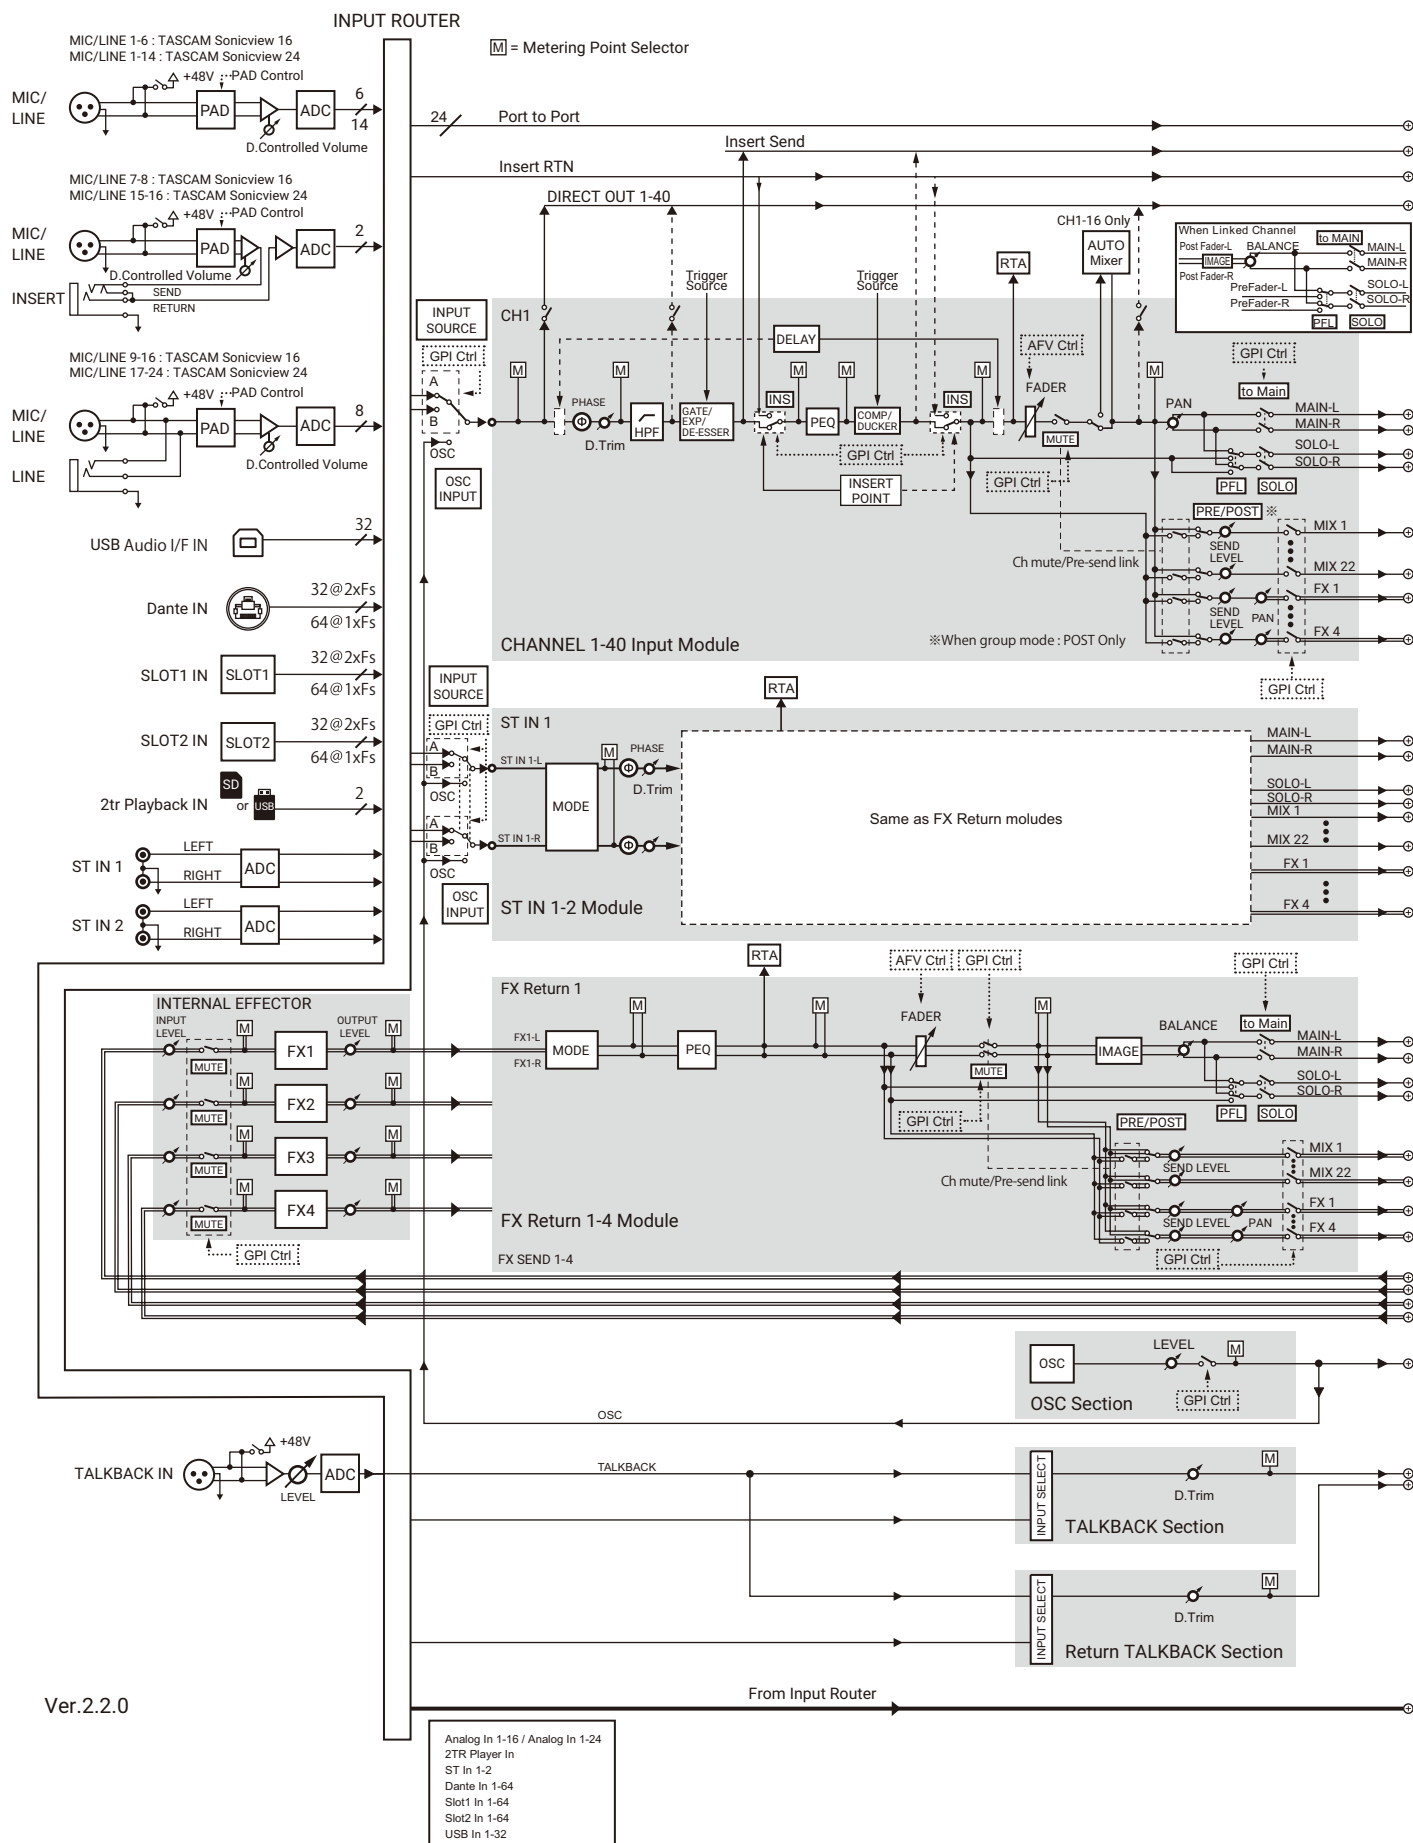 INPUT ROUTER
M = Metering Point Selector
MIC/LINE 1-6 : TASCAM Sonicview 16
MIC/LINE 1-14 : TASCAM Sonicview 24
+48V
PAD Control
MIC/
LINE
PAD
ADC
6
14
D.Controlled Volume
24
Port to Port
Insert Send
Insert RTN
DIRECT OUT 1-40
MIC/LINE 7-8 : TASCAM Sonicview 16
MIC/LINE 15-16 : TASCAM Sonicview 24
+48V
PAD Control
MIC/
LINE
PAD
ADC
2
D.Controlled Volume
INSERT
SEND
RETURN
MIC/LINE 9-16 : TASCAM Sonicview 16
MIC/LINE 17-24 : TASCAM Sonicview 24
+48V
PAD Control
MIC/
LINE
PAD
ADC
8
D.Controlled Volume
LINE
USB Audio I/F IN
32
Dante IN
32@2xFs
64@1xFs
SLOT1 IN
SLOT1
32@2xFs
64@1xFs
SLOT2 IN
SLOT2
32@2xFs
64@1xFs
2tr Playback IN
SD
or
USB
2
ST IN 1
LEFT
RIGHT
ADC
ST IN 2
LEFT
RIGHT
ADC
CH1-16 Only
AUTO
Mixer
RTA
When Linked Channel
to MAIN
Post Fader-L
BALANCE
MAIN-L
IMAGE
MAIN-R
Post Fader-R
PreFader-L
SOLO-L
PreFader-R
SOLO-R
PFL
SOLO
INPUT
SOURCE
GPI Ctrl
A
B
OSC
OSC
INPUT
CH1
Trigger
Source
Trigger
Source
DELAY
AFV Ctrl
GPI Ctrl
M
M
M
M
M
M
to Main
PHASE
Φ
D.Trim
HPF
GATE/
EXP/
DE-ESSER
INS
PEQ
COMP/
DUCKER
INS
FADER
MUTE
GPI Ctrl
GPI Ctrl
INSERT
POINT
PAN
MAIN-L
MAIN-R
SOLO-L
SOLO-R
PFL
SOLO
PRE/POST
※
MIX 1
SEND
LEVEL
MIX 22
FX 1
SEND
LEVEL
PAN
FX 4
Ch mute/Pre-send link
※When group mode : POST Only
CHANNEL 1-40 Input Module
GPI Ctrl
INPUT
SOURCE
GPI Ctrl
A
B
OSC
A
B
OSC
OSC
INPUT
RTA
ST IN 1
ST IN 1-L
ST IN 1-R
MODE
M
PHASE
Φ
D.Trim
Φ
Same as FX Return moludes
MAIN-L
MAIN-R
SOLO-L
SOLO-R
MIX 1
MIX 22
FX 1
FX 4
ST IN 1-2 Module
INTERNAL EFFECTOR
INPUT
LEVEL
M
OUTPUT
LEVEL
M
FX1
MUTE
M
M
FX2
MUTE
M
M
FX3
MUTE
M
M
FX4
MUTE
GPI Ctrl
RTA
AFV Ctrl
GPI Ctrl
GPI Ctrl
FX Return 1
M
M
M
FADER
BALANCE
to Main
FX1-L
FX1-R
MODE
PEQ
IMAGE
MAIN-L
MAIN-R
MUTE
SOLO-L
SOLO-R
GPI Ctrl
PFL
SOLO
PRE/POST
MIX 1
SEND LEVEL
MIX 22
Ch mute/Pre-send link
FX 1
SEND LEVEL
PAN
FX 4
FX Return 1-4 Module
GPI Ctrl
FX SEND 1-4
OSC
LEVEL
M
GPI Ctrl
OSC Section
OSC
TALKBACK IN
+48V
LEVEL
ADC
TALKBACK
INPUT SELECT
M
D.Trim
TALKBACK Section
INPUT SELECT
M
D.Trim
Return TALKBACK Section
From Input Router
Ver.2.2.0
Analog In 1-16 / Analog In 1-24
2TR Player In
ST In 1-2
Dante In 1-64
Slot1 In 1-64
Slot2 In 1-64
USB In 1-32